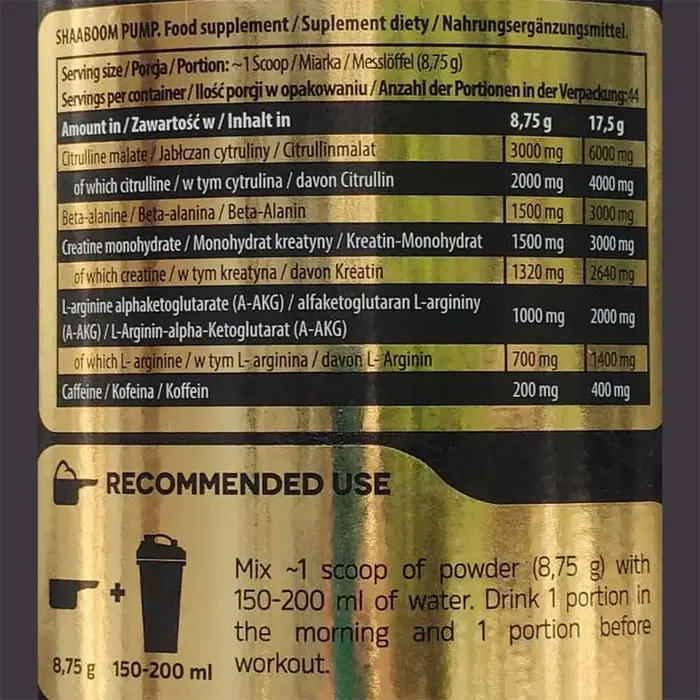 SHAABOOM PUMP. Food supplement / Suplement diety / Nahrungsergänzungsmittel.
Serving size / Porcja / Portion: ~1 Scoop / Miarka / Messlöffel (8,75 g)
Servings per container / Ilość porcji w opakowaniu / Anzahl der Portionen in der Verpackung: 44
Amount in / Zawartość w / Inhalt in 8,75 g 17,5 g
Citrulline malate / Jabłczan cytruliny / Citrullinmalat 3000 mg 6000 mg
of which citrulline / w tym cytrulina / davon Citrullin 2000 mg 4000 mg
Beta-alanine / Beta-alanina / Beta-Alanin 1500 mg 3000 mg
Creatine monohydrate / Monohydrat kreatyny / Kreatin-Monohydrat 1500 mg 3000 mg
of which creatine / w tym kreatyna / davon Kreatin 1320 mg 2640 mg
L-arginine alphaketoglutarate (A-AKG) / alfaketoglutaran L-argininy
(A-AKG) / L-Arginin-alpha-Ketoglutarat (A-AKG) 1000 mg 2000 mg
of which L- arginine / w tym L- arginina / davon L- Arginin 700 mg 1400 mg
Caffeine / Kofeina / Koffein 200 mg 400 mg
RECOMMENDED USE
+
8,75 g 150-200 ml
Mix ~1 scoop of powder (8,75 g) with
150-200 ml of water. Drink 1 portion in
the morning and 1 portion before
workout.